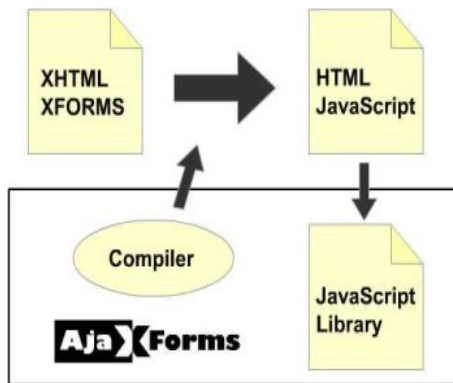 XHTML
XFORMS
HTML
JavaScript
Compiler
JavaScript
Library
AjaXForms